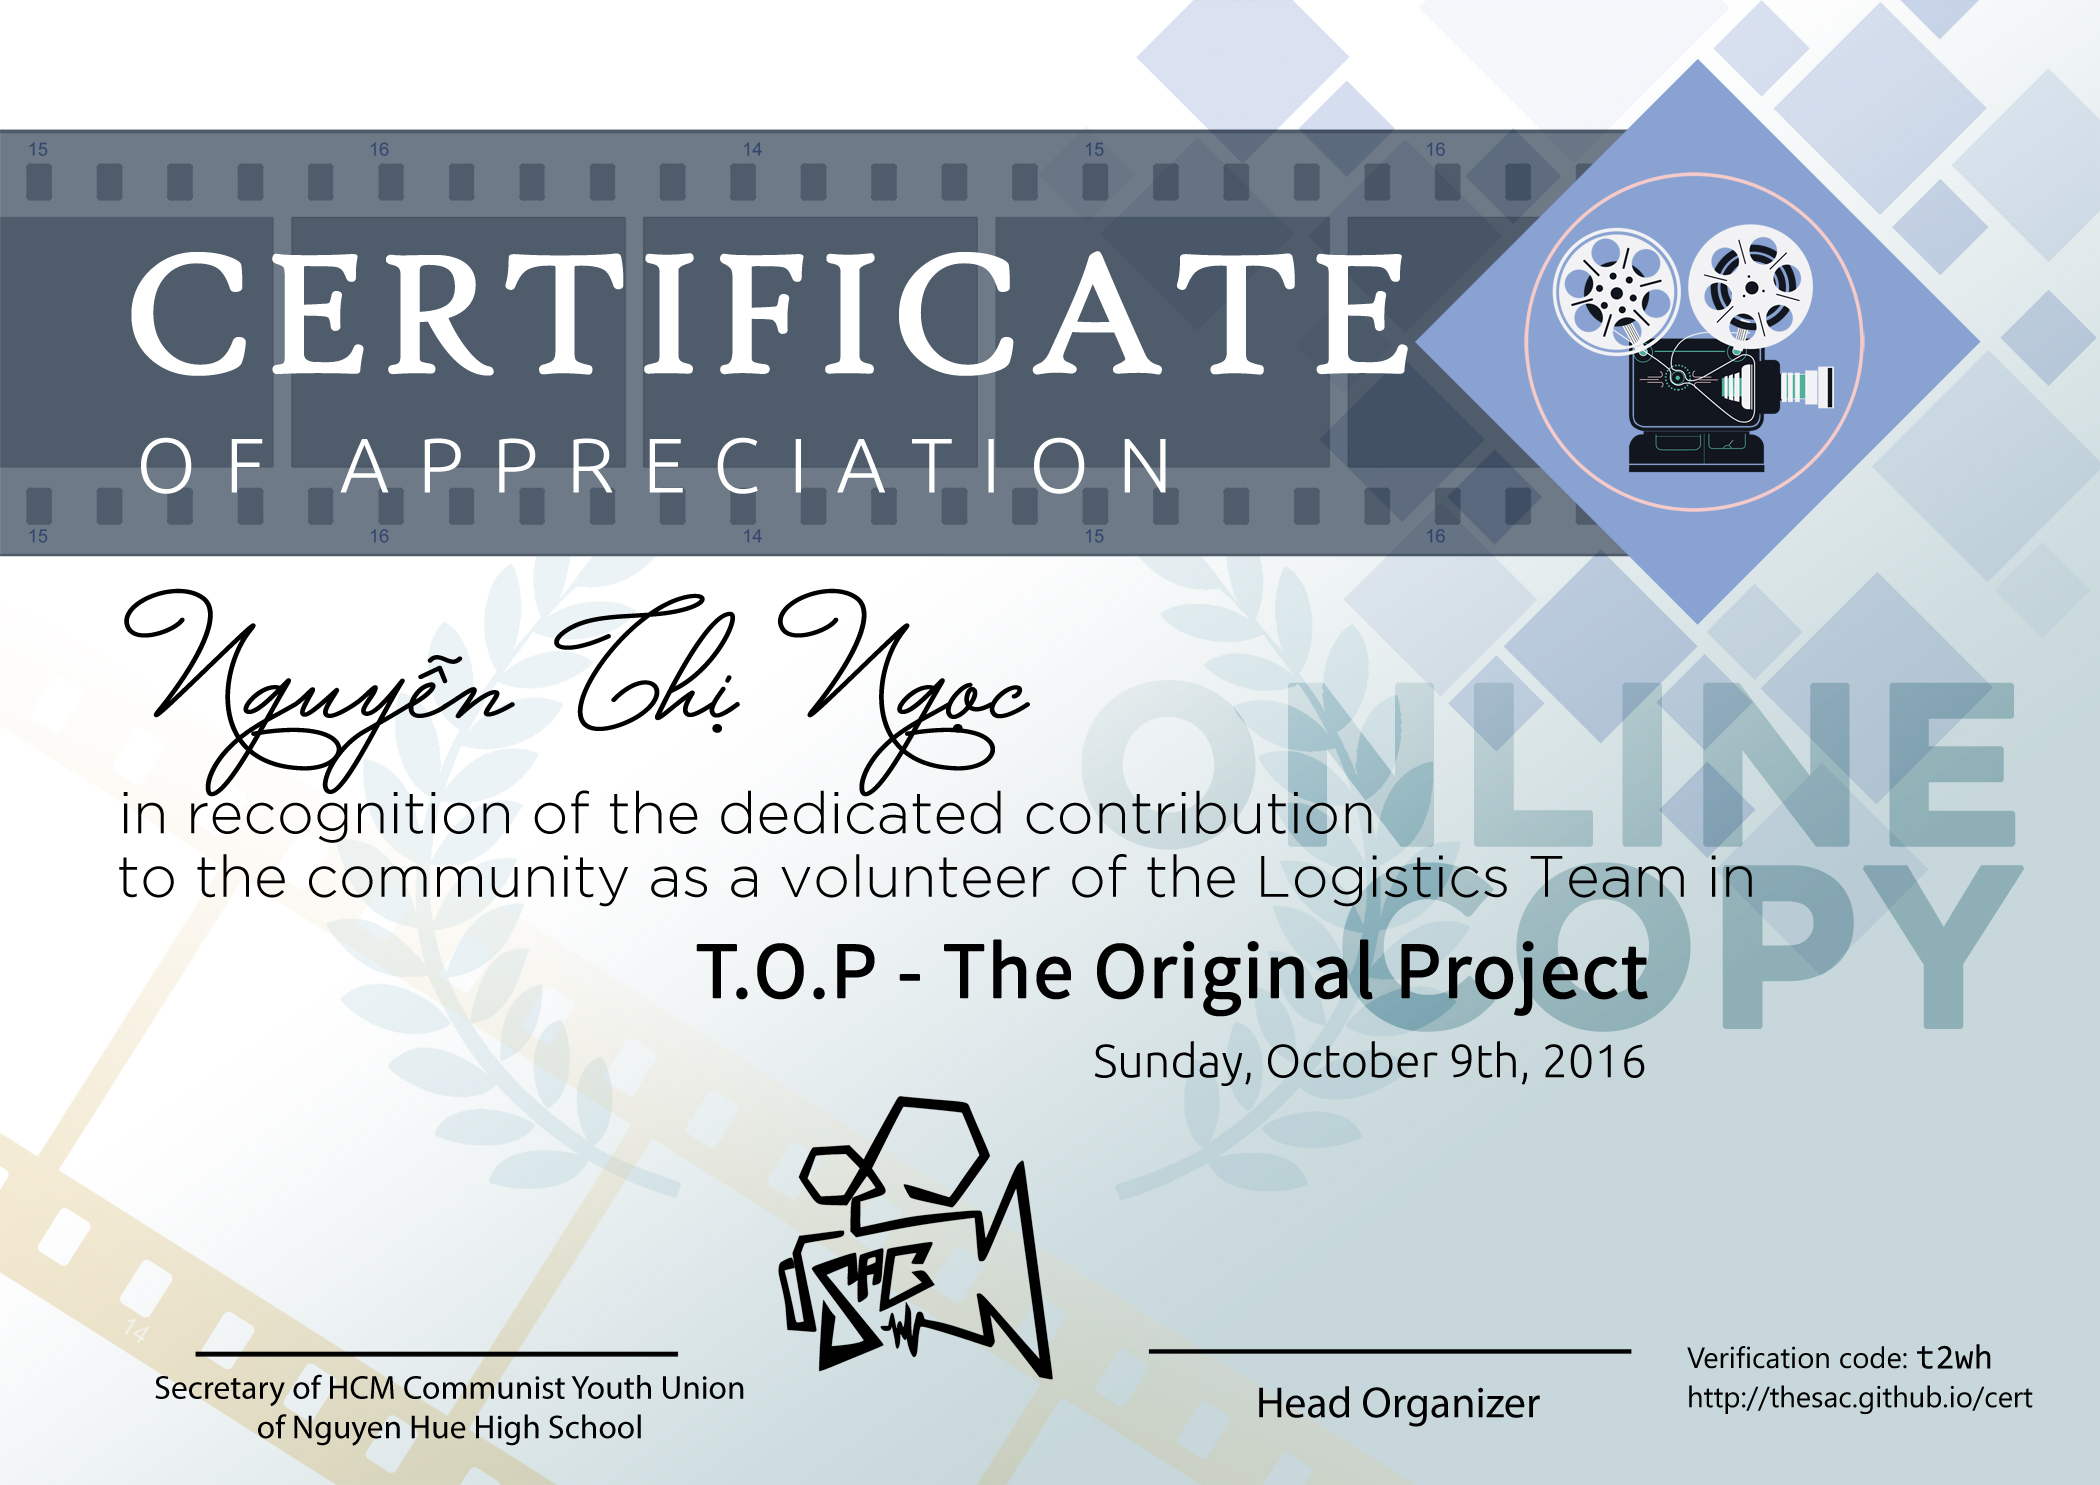 15 16 14 15 16
CERTIFICATE
OF APPRECIATION
15 16 14 15 16
Nguyễn Thị Ngọc
in recognition of the dedicated contribution
to the community as a volunteer of the Logistics Team in
T.O.P - The Original Project
Sunday, October 9th, 2016
ONLINE
COPY
SAC
14
Secretary of HCM Communist Youth Union
of Nguyen Hue High School
Head Organizer
Verification code: t2wh
http://thesac.github.io/cert